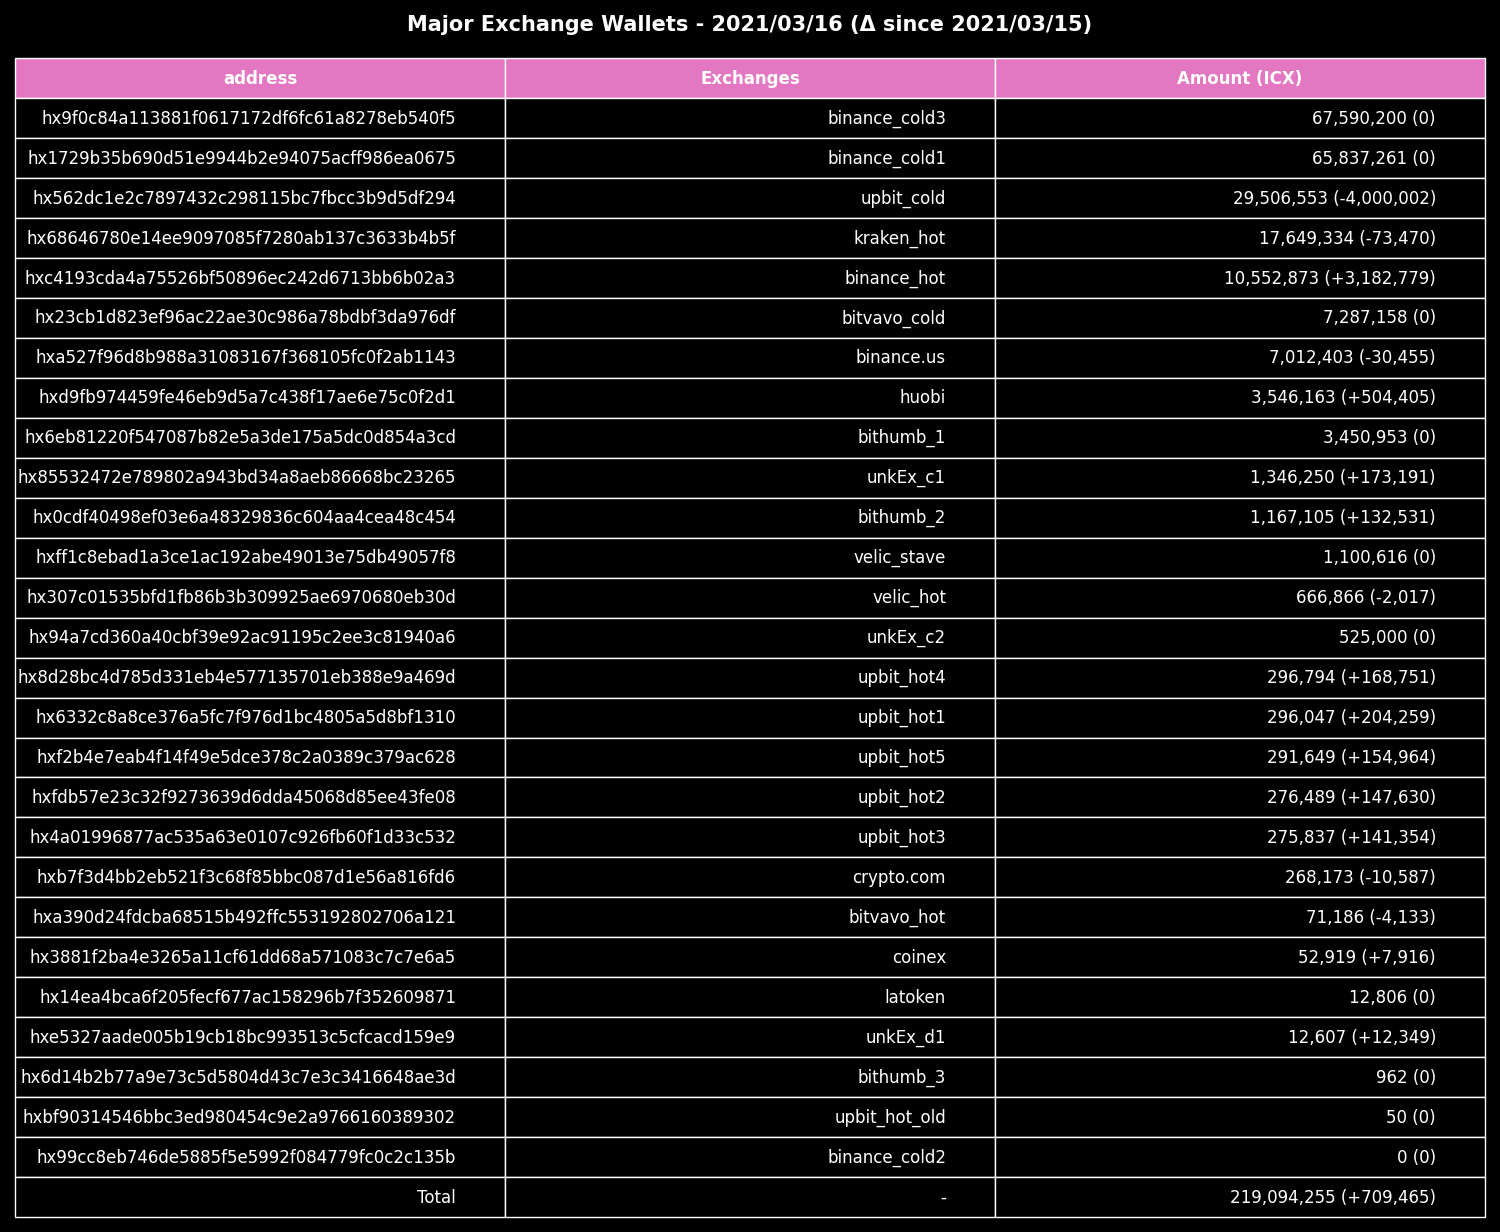 Major Exchange Wallets - 2021/03/16 (Δ since 2021/03/15)
address Exchanges Amount (ICX)
hx9f0c84a113881f0617172df6fc61a8278eb540f5 binance_cold3 67,590,200 (0)
hx1729b35b690d51e9944b2e94075acff986ea0675 binance_cold1 65,837,261 (0)
hx562dc1e2c7897432c298115bc7fbcc3b9d5df294 upbit_cold 29,506,553 (-4,000,002)
hx68646780e14ee9097085f7280ab137c3633b4b5f kraken_hot 17,649,334 (-73,470)
hxc4193cda4a75526bf50896ec242d6713bb6b02a3 binance_hot 10,552,873 (+3,182,779)
hx23cb1d823ef96ac22ae30c986a78bdbf3da976df bitvavo_cold 7,287,158 (0)
hxa527f96d8b988a31083167f368105fc0f2ab1143 binance.us 7,012,403 (-30,455)
hxd9fb974459fe46eb9d5a7c438f17ae6e75c0f2d1 huobi 3,546,163 (+504,405)
hx6eb81220f547087b82e5a3de175a5dc0d854a3cd bithumb_1 3,450,953 (0)
hx85532472e789802a943bd34a8aeb86668bc23265 unkEx_c1 1,346,250 (+173,191)
hx0cdf40498ef03e6a48329836c604aa4cea48c454 bithumb_2 1,167,105 (+132,531)
hxff1c8ebad1a3ce1ac192abe49013e75db49057f8 velic_stave 1,100,616 (0)
hx307c01535bfd1fb86b3b309925ae6970680eb30d velic_hot 666,866 (-2,017)
hx94a7cd360a40cbf39e92ac91195c2ee3c81940a6 unkEx_c2 525,000 (0)
hx8d28bc4d785d331eb4e577135701eb388e9a469d upbit_hot4 296,794 (+168,751)
hx6332c8a8ce376a5fc7f976d1bc4805a5d8bf1310 upbit_hot1 296,047 (+204,259)
hxf2b4e7eab4f14f49e5dce378c2a0389c379ac628 upbit_hot5 291,649 (+154,964)
hxfdb57e23c32f9273639d6dda45068d85ee43fe08 upbit_hot2 276,489 (+147,630)
hx4a01996877ac535a63e0107c926fb60f1d33c532 upbit_hot3 275,837 (+141,354)
hxb7f3d4bb2eb521f3c68f85bbc087d1e56a816fd6 crypto.com 268,173 (-10,587)
hxa390d24fdcba68515b492ffc553192802706a121 bitvavo_hot 71,186 (-4,133)
hx3881f2ba4e3265a11cf61dd68a571083c7c7e6a5 coinex 52,919 (+7,916)
hx14ea4bca6f205fecf677ac158296b7f352609871 latoken 12,806 (0)
hxe5327aade005b19cb18bc993513c5cfcacd159e9 unkEx_d1 12,607 (+12,349)
hx6d14b2b77a9e73c5d5804d43c7e3c3416648ae3d bithumb_3 962 (0)
hxbf90314546bbc3ed980454c9e2a9766160389302 upbit_hot_old 50 (0)
hx99cc8eb746de5885f5e5992f084779fc0c2c135b binance_cold2 0 (0)
Total - 219,094,255 (+709,465)